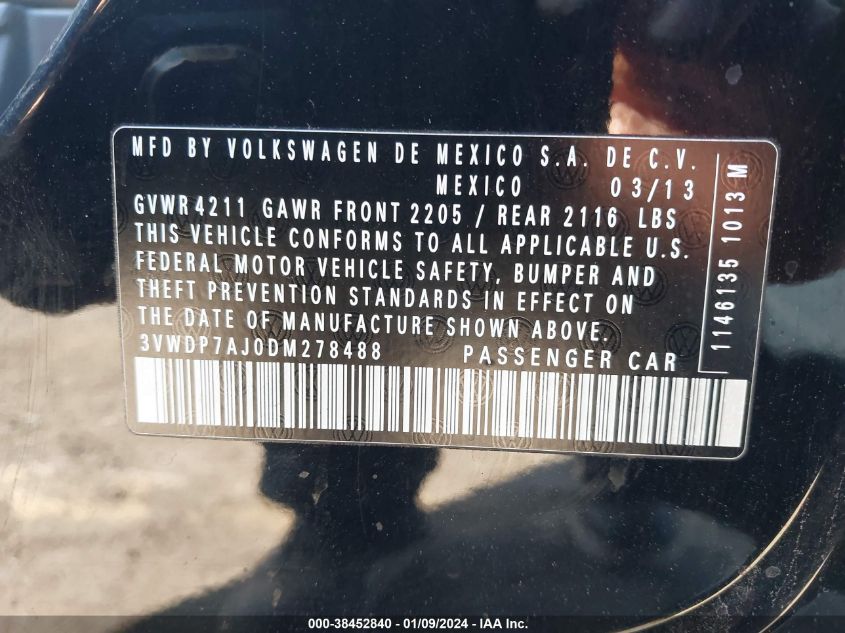 MFD BY VOLKSWAGEN DE MEXICO S.A. DE C.V.
MEXICO 03/13
GVWR 4211 GAWR FRONT 2205 / REAR 2116 LBS
THIS VEHICLE CONFORMS TO ALL APPLICABLE U.S.
FEDERAL MOTOR VEHICLE SAFETY, BUMPER AND
THEFT PREVENTION STANDARDS IN EFFECT ON
THE DATE OF MANUFACTURE SHOWN ABOVE.
3VWDP7AJ0DM278488 PASSENGER CAR
1146135 1013 M
000-38452840 - 01/09/2024 - IAA Inc.